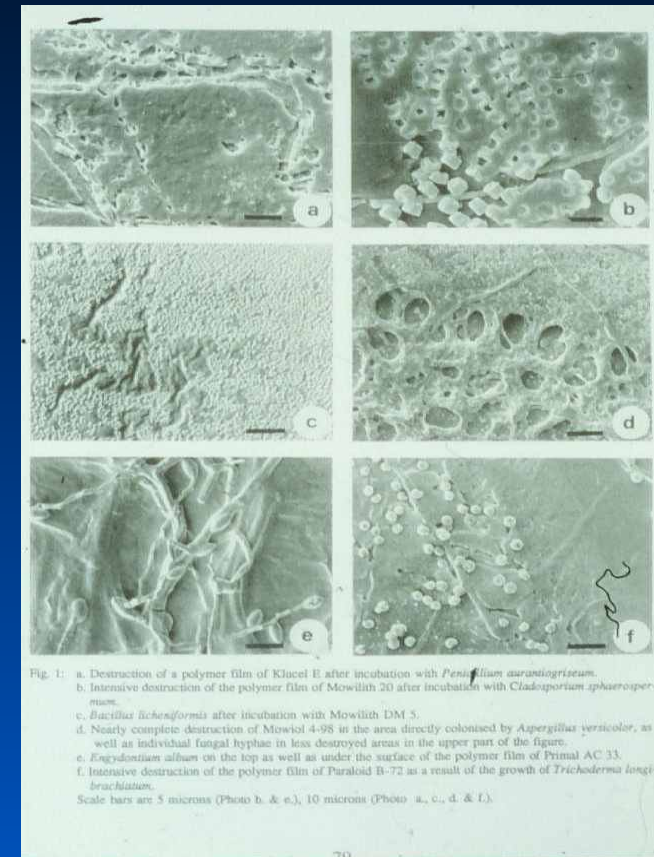 a
b
c
d
e
f
Fig. 1: a. Destruction of a polymer film of Klucel E after incubation with Penicillium aurantiogriseum.
b. Intensive destruction of the polymer film of Mowilith 20 after incubation with Cladosporium sphaerosper-
mum.
c. Bacillus licheniformis after incubation with Mowilith DM 5.
d. Nearly complete destruction of Mowiol 4-98 in the area directly colonised by Aspergillus versicolor, as
well as individual fungal hyphae in less destroyed areas in the upper part of the figure.
e. Engyodontium album on the top as well as under the surface of the polymer film of Primal AC 33.
f. Intensive destruction of the polymer film of Paraloid B-72 as a result of the growth of Trichoderma longi
brachiatum.
Scale bars are 5 microns (Photo b. & e.), 10 microns (Photo a., c., d. & f.).